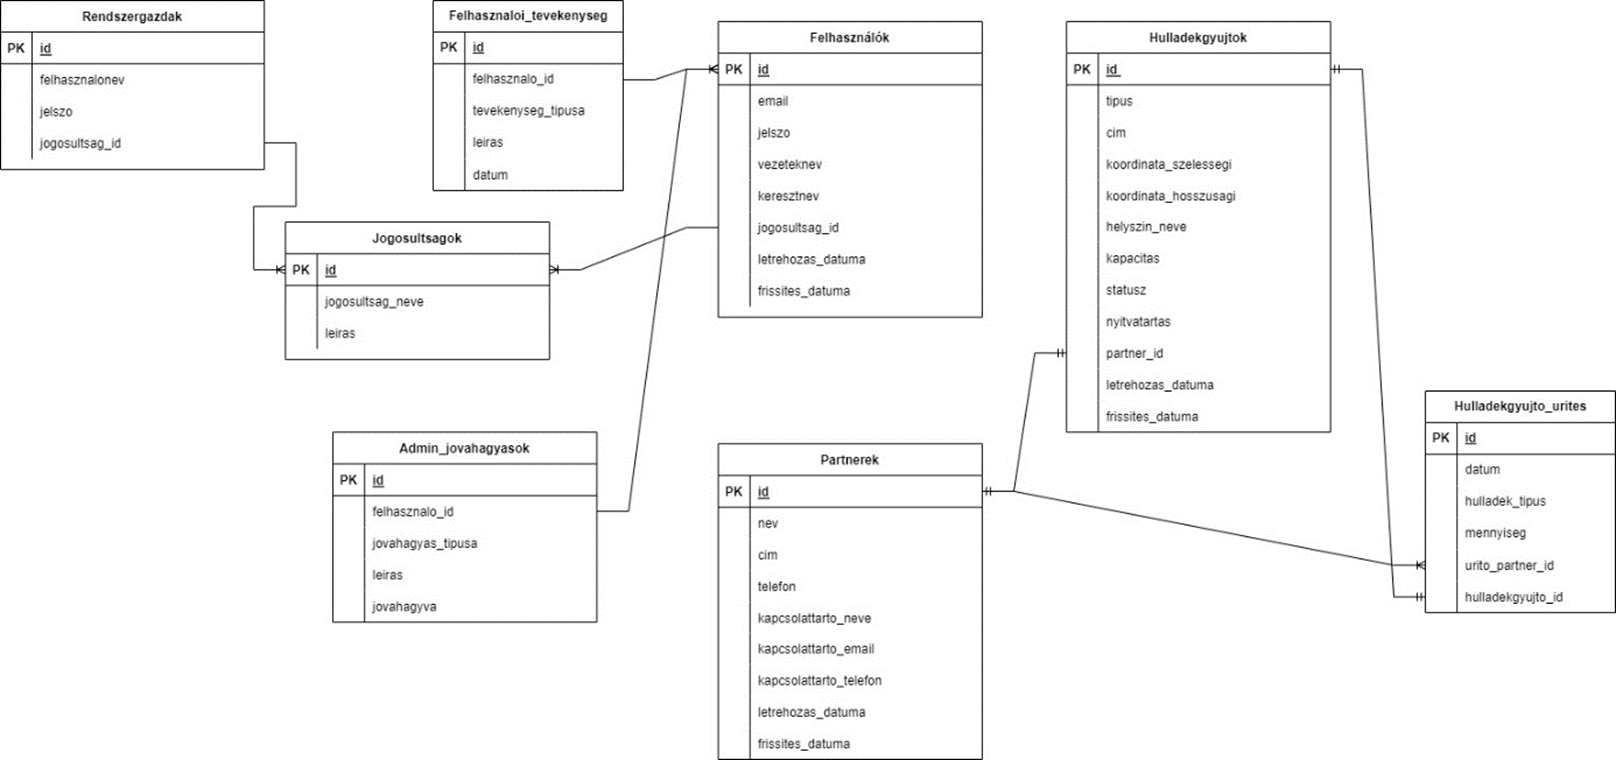 Rendszergazdak
PK id
felhasznalonev
jelszo
jogosultsag_id
Felhasznaloi_tevekenyseg
PK id
felhasznalo_id
tevekenyseg_tipusa
leiras
datum
Felhasználók
PK id
email
jelszo
vezeteknev
keresztnev
jogosultsag_id
letrehozas_datuma
frissites_datuma
Hulladekgyujtok
PK id
tipus
cim
koordinata_szelessegi
koordinata_hosszusagi
helyszin_neve
kapacitas
statusz
nyitvatartas
partner_id
letrehozas_datuma
frissites_datuma
Jogosultsagok
PK id
jogosultsag_neve
leiras
Admin_jovahagyasok
PK id
felhasznalo_id
jovahagyas_tipusa
leiras
jovahagyva
Partnerek
PK id
nev
cim
telefon
kapcsolattarto_neve
kapcsolattarto_email
kapcsolattarto_telefon
letrehozas_datuma
frissites_datuma
Hulladekgyujto_urites
PK id
datum
hulladek_tipus
mennyiseg
urito_partner_id
hulladekgyujto_id